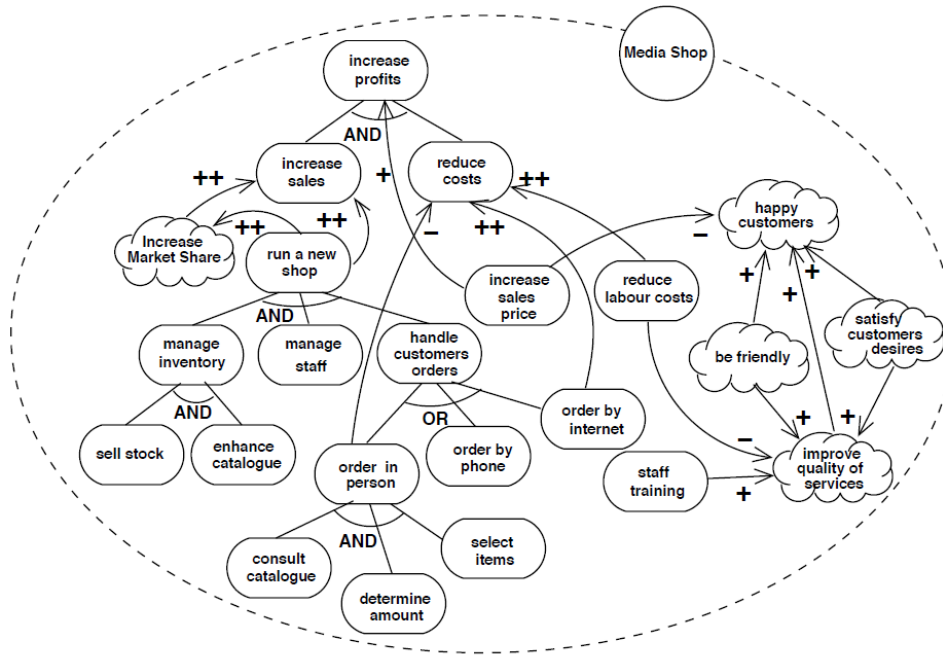 Media Shop
increase
profits
AND
increase
sales
+
reduce
costs
++
++
happy
customers
Increase
Market Share
++
++
run a new
shop
–
++
–
increase
sales
price
reduce
labour costs
+
+
+
AND
manage
inventory
manage
staff
handle
customers
orders
be friendly
satisfy
customers
desires
AND
OR
sell stock
enhance
catalogue
order by
phone
order by
internet
+
+
–
order in
person
staff
training
+
improve
quality of
services
AND
consult
catalogue
select
items
determine
amount